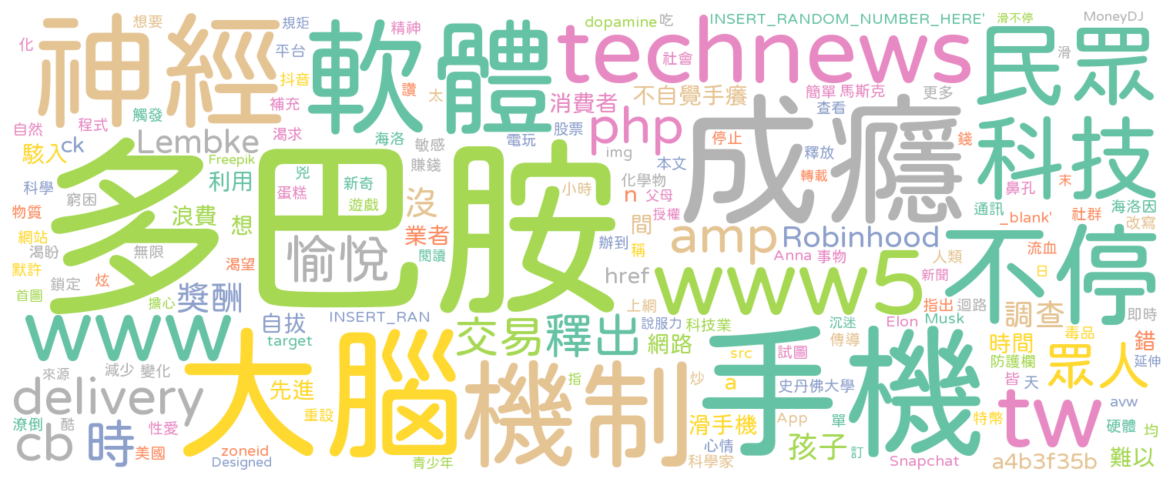 想要
規矩
dopamine
吃
INSERT_RANDOM_NUMBER_HERE'
滑不停
MoneyDJ
化
神經
平台
軟體
精神
technews
社會
民眾
滑
抖音
讚
太
消費者
不自覺手癢
簡單
馬斯克
更多
觸發
補充
自然
程式
Lembke
渴求
海洛
敏感
電玩
股票
php
停止
查看
成癮
科技
錢
駭入
ck
Freepik
賺錢
img
本文
釋放
科學
窮困
利用
多巴胺
兇
蛋糕
新奇
遊戲
小時
化學物
轉載
鼻孔
末
物質
浪費
想
沒
n
父母
授權
間
稱
通訊
_blank'
社群
海洛因
改寫
網站
渴盼
無限
愉悅
業者
閱讀
辦到
amp
Robinhood
不停
流血
默許
鎖定
炫
渴望
href
www5
Anna
事物
新聞
人類
日
首圖
擴心
獎酬
上網
指出
迴路
即時
www
自拔
INSERT_RAN
target
交易
釋出
說服力
網路
科技業
沉迷
傳導
Elon
Musk
調查
毒品
錯
來源
減少
變化
大腦
機制
src
試圖
手機
時間
防護欄
眾人
延伸
delivery
先進
重設
指
炒
a
史丹佛大學
皆
天
avw
潦倒
酷
性愛
cb
時
美國
zoneid
Designed
青少年
滑手機
心情
科學家
App
單
孩子
訂
Snapchat
特幣
tw
硬體
均
a4b3f35b
難以